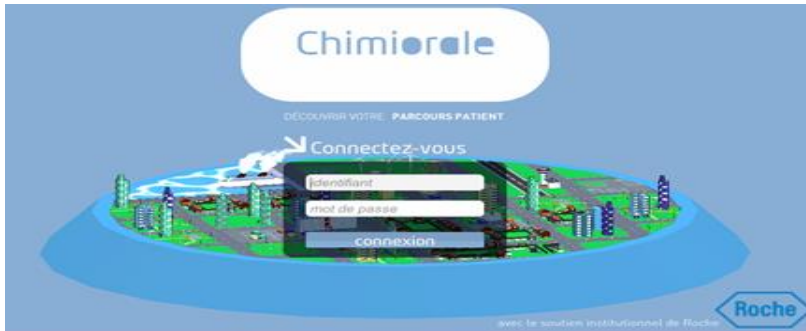 Chimiorale
DÉCOUVRIR VOTRE PARCOURS PATIENT
Connectez-vous
identifiant
mot de passe
connexion
Roche
avec le soutien institutionnel de Roche